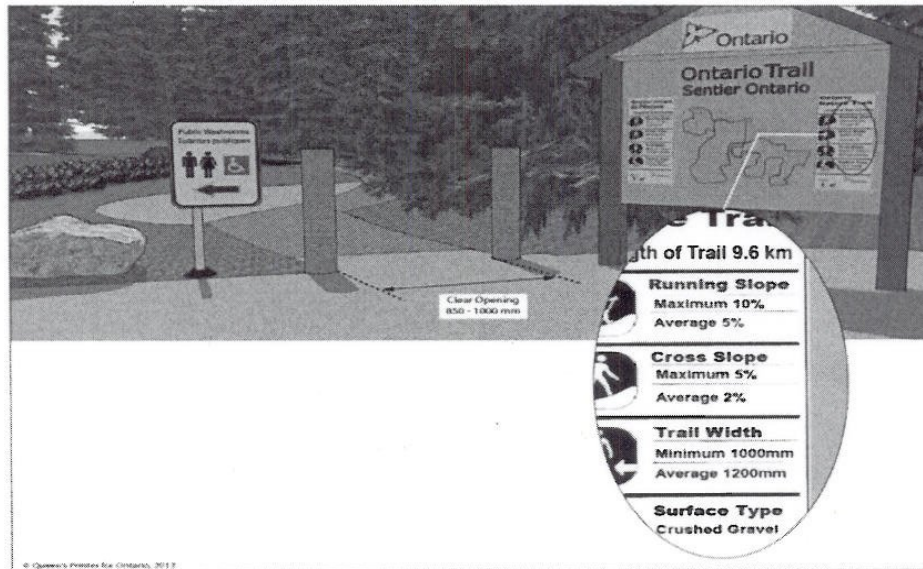 Ontario
Ontario Trail
Sentier Ontario
Public Washrooms
Toilettes publiques
Clear Opening
850 - 1000 mm
e Tra
gth of Trail 9.6 km
Running Slope
Maximum 10%
Average 5%
Cross Slope
Maximum 5%
Average 2%
Trail Width
Minimum 1000mm
Average 1200mm
Surface Type
Crushed Gravel
© Queen's Printer for Ontario, 2013